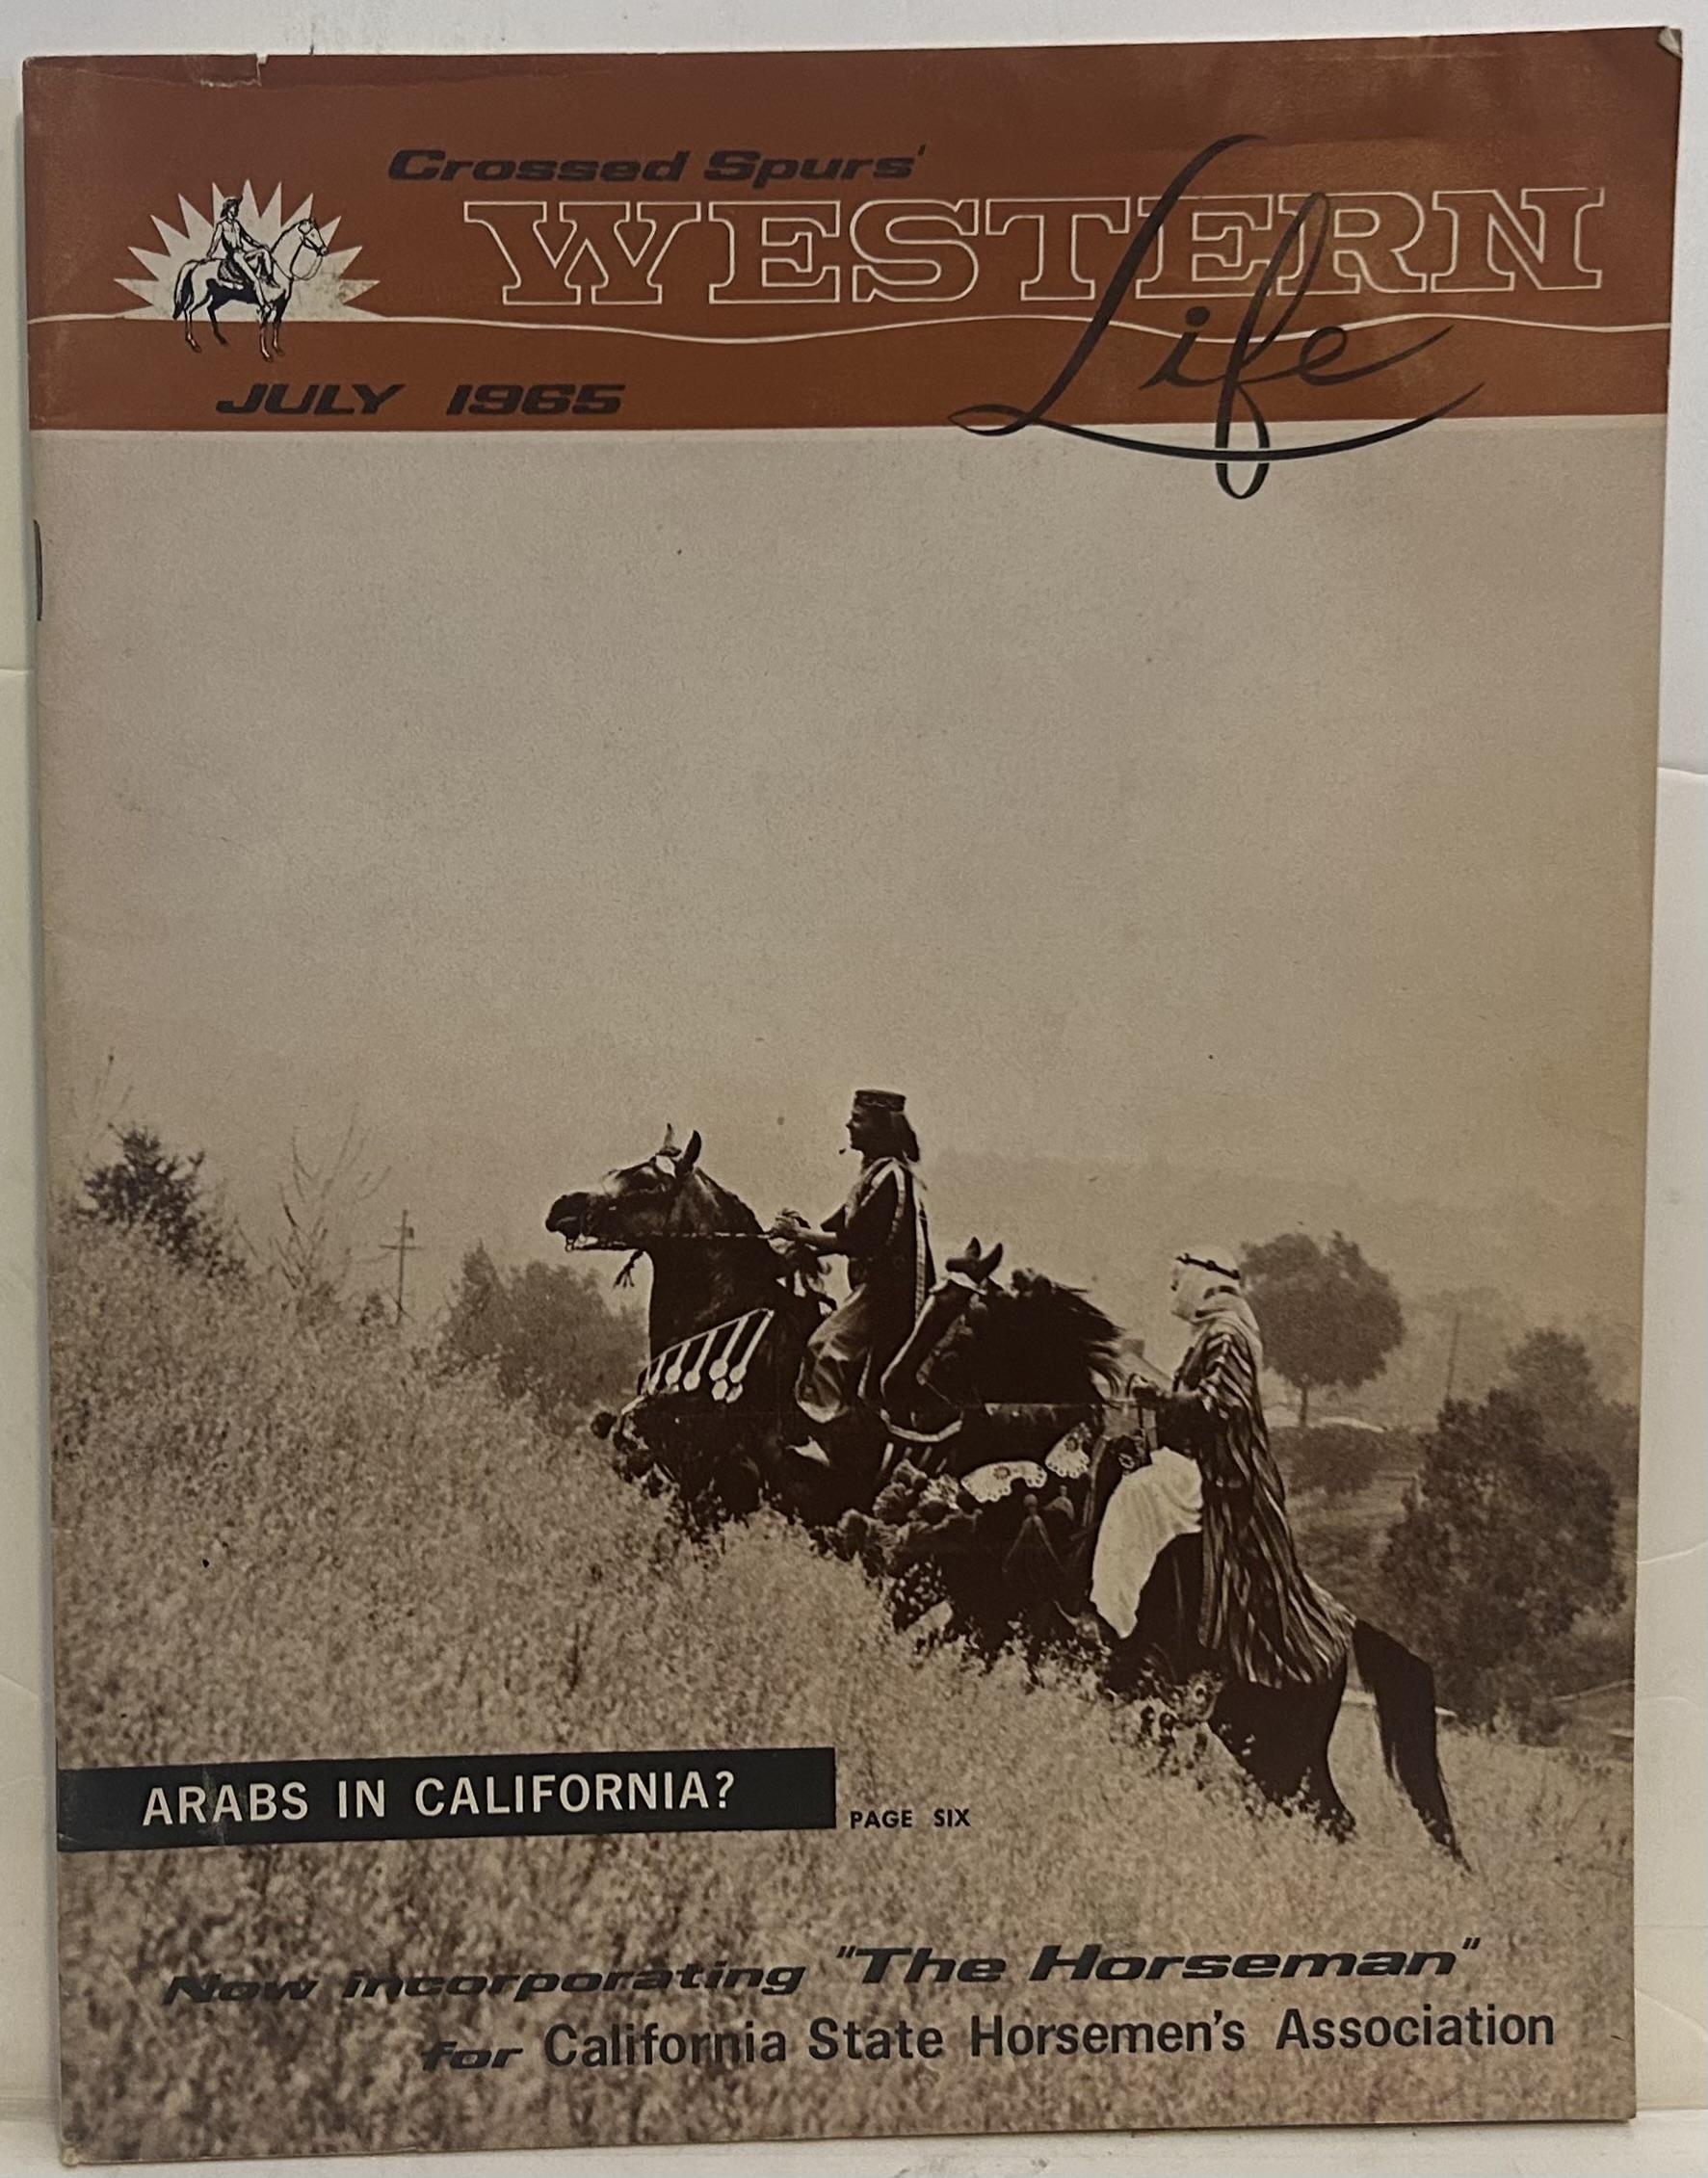 Crossed Spurs'
WESTERN
Life
JULY 1965
ARABS IN CALIFORNIA?
PAGE SIX
Now incorporating "The Horseman"
for California State Horsemen's Association